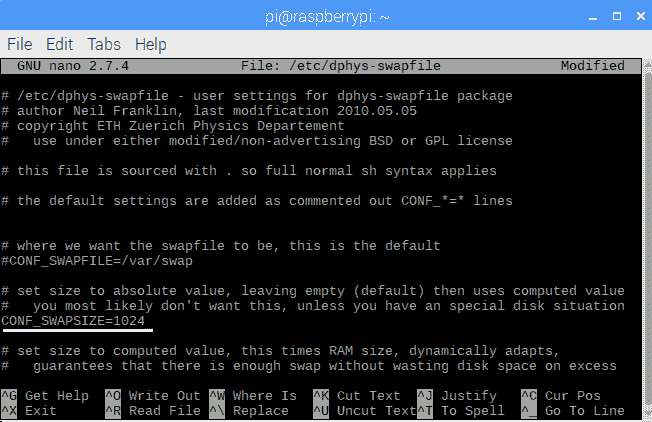 pi@raspberrypi: ~
File Edit Tabs Help
GNU nano 2.7.4 File: /etc/dphys-swapfile Modified
# /etc/dphys-swapfile - user settings for dphys-swapfile package
# author Neil Franklin, last modification 2010.05.05
# copyright ETH Zuerich Physics Departement
#   use under either modified/non-advertising BSD or GPL license
# this file is sourced with . so full normal sh syntax applies
# the default settings are added as commented out CONF_*=* lines
# where we want the swapfile to be, this is the default
#CONF_SWAPFILE=/var/swap
# set size to absolute value, leaving empty (default) then uses computed value
#   you most likely don't want this, unless you have an special disk situation
CONF_SWAPSIZE=1024
# set size to computed value, this times RAM size, dynamically adapts,
#   guarantees that there is enough swap without wasting disk space on excess
^G Get Help ^O Write Out ^W Where Is ^K Cut Text ^J Justify ^C Cur Pos
^X Exit ^R Read File ^\ Replace ^U Uncut Text ^T To Spell ^_ Go To Line